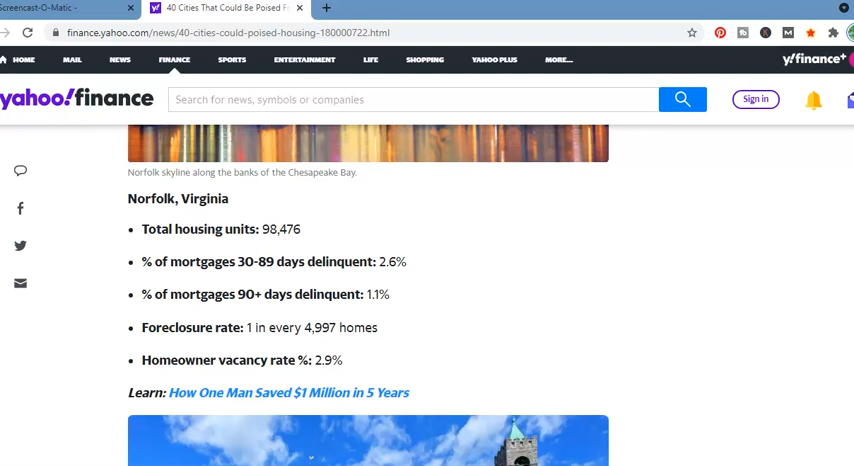 Screencast-O-Matic -
40 Cities That Could Be Poised F
finance.yahoo.com/news/40-cities-could-poised-housing-180000722.html
HOME MAIL NEWS FINANCE SPORTS ENTERTAINMENT LIFE SHOPPING YAHOO PLUS MORE... y!finance+
yahoo!finance Search for news, symbols or companies Sign in
Norfolk skyline along the banks of the Chesapeake Bay.
Norfolk, Virginia
• Total housing units: 98,476
• % of mortgages 30-89 days delinquent: 2.6%
• % of mortgages 90+ days delinquent: 1.1%
• Foreclosure rate: 1 in every 4,997 homes
• Homeowner vacancy rate %: 2.9%
Learn: How One Man Saved $1 Million in 5 Years